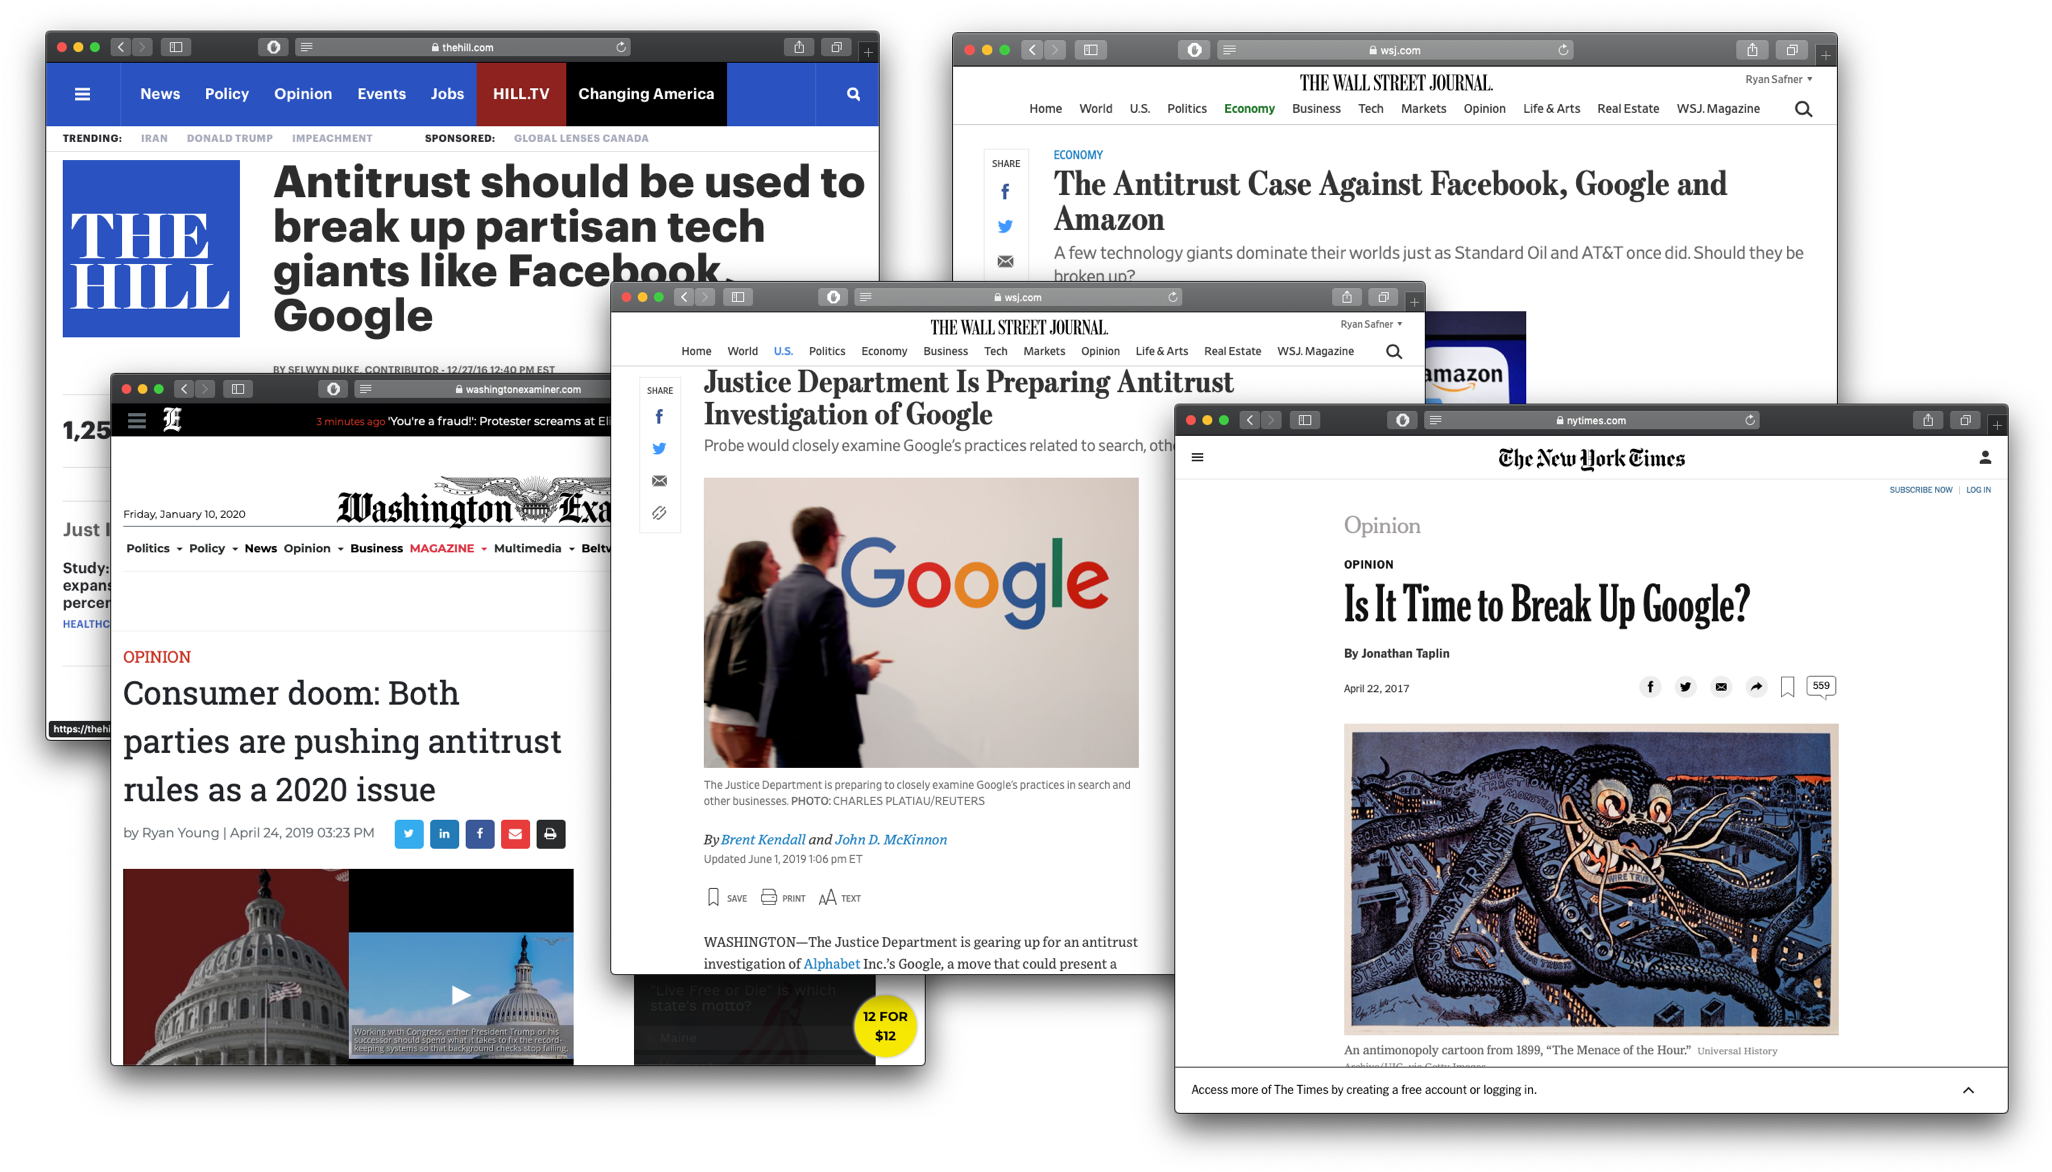 thehill.com
News Policy Opinion Events Jobs HILL.TV Changing America
TRENDING: IRAN DONALD TRUMP IMPEACHMENT SPONSORED: GLOBAL LENSES CANADA
THE
HILL
Antitrust should be used to
break up partisan tech
giants like Facebook,
Google
BY SELWYN DUKE, CONTRIBUTOR - 12/27/16 12:40 PM EST
1,25
Just I
Study:
expans
percer
HEALTHC
https://thehi
wsj.com
THE WALL STREET JOURNAL.
Ryan Safner
Home World U.S. Politics Economy Business Tech Markets Opinion Life & Arts Real Estate WSJ. Magazine
SHARE
ECONOMY
The Antitrust Case Against Facebook, Google and
Amazon
A few technology giants dominate their worlds just as Standard Oil and AT&T once did. Should they be
broken up?
amazon
washingtonexaminer.com
E
3 minutes ago 'You're a fraud!': Protester screams at Eli
Friday, January 10, 2020
Washington Exa
Politics Policy News Opinion Business MAGAZINE Multimedia Beltw
OPINION
Consumer doom: Both
parties are pushing antitrust
rules as a 2020 issue
by Ryan Young | April 24, 2019 03:23 PM
Working with Congress, either President Trump or his
successor should spend what it takes to fix the record-
keeping systems so that background checks stop failing.
"Live Free or Die" is which
state's motto?
Maine
12 FOR
$12
wsj.com
THE WALL STREET JOURNAL.
Ryan Safner
Home World U.S. Politics Economy Business Tech Markets Opinion Life & Arts Real Estate WSJ. Magazine
SHARE
Justice Department Is Preparing Antitrust
Investigation of Google
Probe would closely examine Google's practices related to search, othe
Google
The Justice Department is preparing to closely examine Google's practices in search and
other businesses. PHOTO: CHARLES PLATIAU/REUTERS
By Brent Kendall and John D. McKinnon
Updated June 1, 2019 1:06 pm ET
SAVE PRINT AA TEXT
WASHINGTON—The Justice Department is gearing up for an antitrust
investigation of Alphabet Inc.'s Google, a move that could present a
nytimes.com
The New York Times
SUBSCRIBE NOW | LOG IN
Opinion
OPINION
Is It Time to Break Up Google?
By Jonathan Taplin
April 22, 2017
559
WIRE TRUST
MONOPOLY
An antimonopoly cartoon from 1899, “The Menace of the Hour.” Universal History
Archive/UIG, via Getty Images
Access more of The Times by creating a free account or logging in.